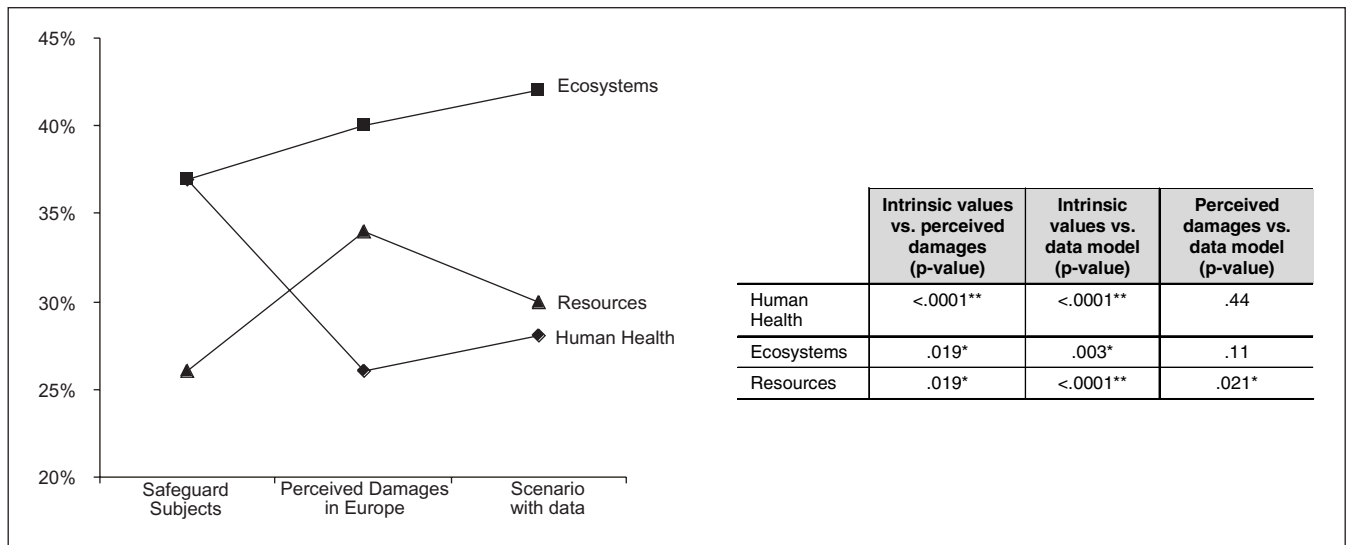 45%
40%
35%
30%
25%
20%
Ecosystems
Resources
Human Health
Safeguard
Subjects
Perceived Damages
in Europe
Scenario
with data
Intrinsic values
vs. perceived
damages
(p-value)
Intrinsic
values vs.
data model
(p-value)
Perceived
damages vs.
data model
(p-value)
Human
Health
<.0001**
<.0001**
.44
Ecosystems
.019*
.003*
.11
Resources
.019*
<.0001**
.021*